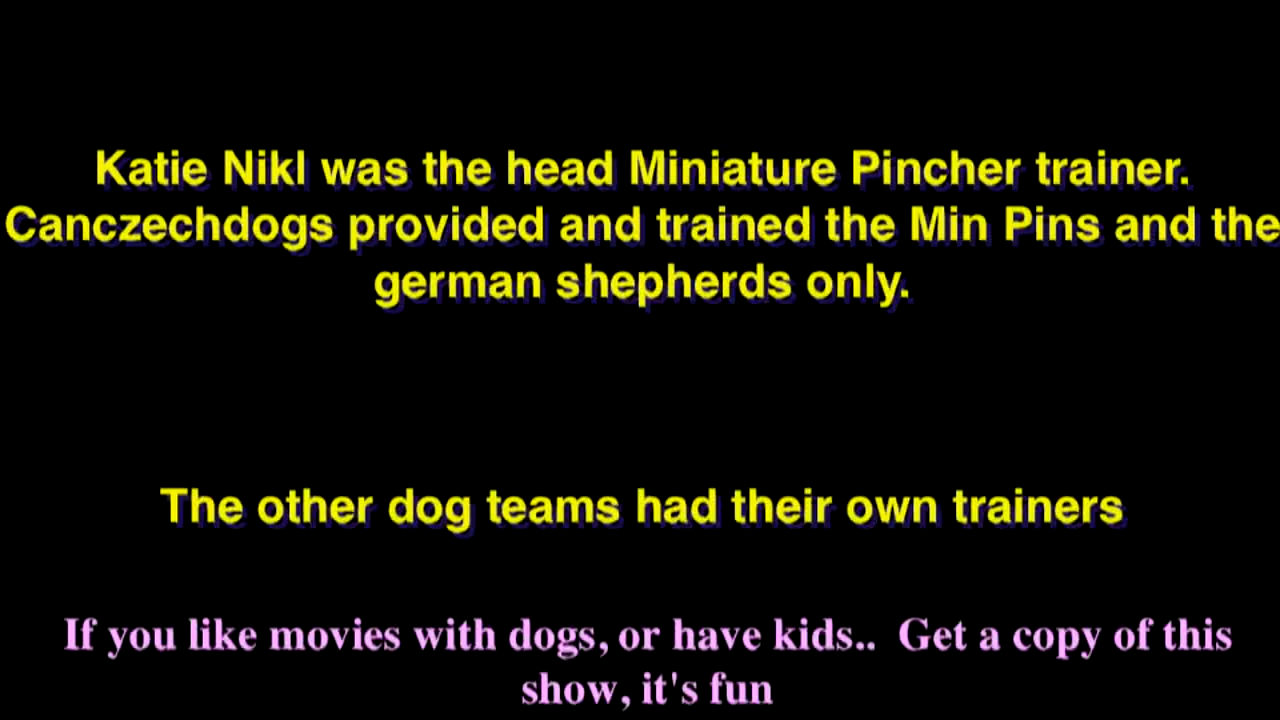 Katie Nikl was the head Miniature Pincher trainer.
Canczechdogs provided and trained the Min Pins and the
german shepherds only.
The other dog teams had their own trainers
If you like movies with dogs, or have kids..  Get a copy of this
show, it's fun